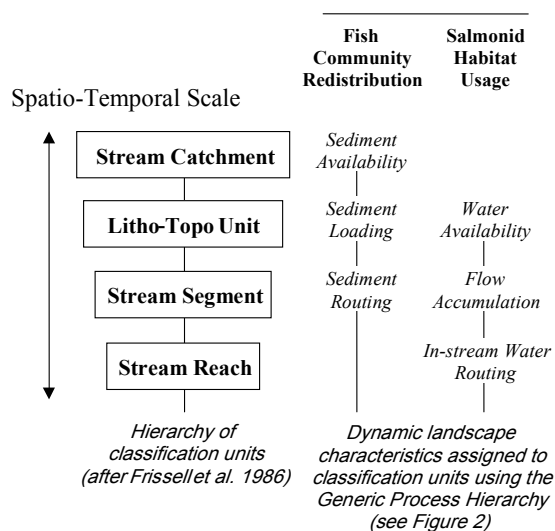 Fish
Community
Redistribution
Salmonid
Habitat
Usage
Spatio-Temporal Scale
Stream Catchment
Sediment
Availability
Litho-Topo Unit
Sediment
Loading
Water
Availability
Stream Segment
Sediment
Routing
Flow
Accumulation
Stream Reach
In-stream Water
Routing
Hierarchy of
classification units
(after Frissell et al. 1986)
Dynamic landscape
characteristics assigned to
classification units using the
Generic Process Hierarchy
(see Figure 2)